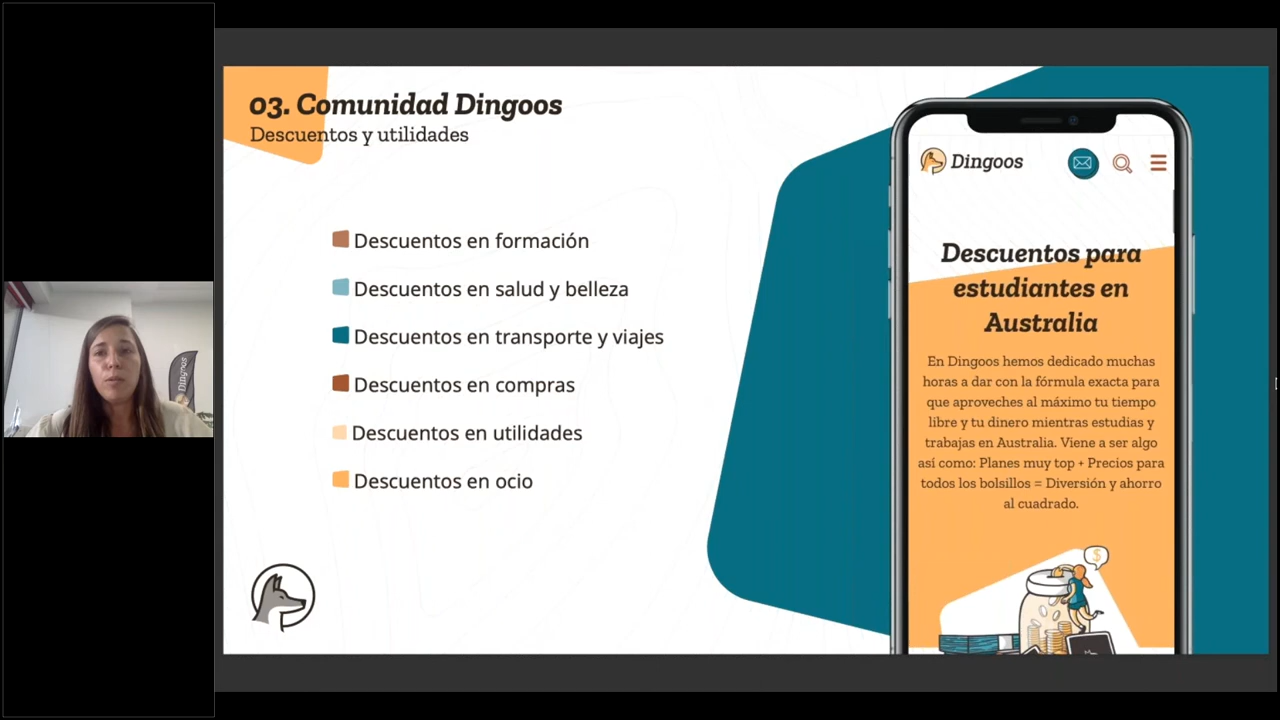 03. Comunidad Dingoos
Descuentos y utilidades
Descuentos en formación
Descuentos en salud y belleza
Descuentos en transporte y viajes
Descuentos en compras
Descuentos en utilidades
Descuentos en ocio
Dingoos
Descuentos para
estudiantes en
Australia
En Dingoos hemos dedicado muchas
horas a dar con la fórmula exacta para
que aproveches al máximo tu tiempo
libre y tu dinero mientras estudias y
trabajas en Australia. Viene a ser algo
así como: Planes muy top + Precios para
todos los bolsillos = Diversión y ahorro
al cuadrado.
$
Dingoos